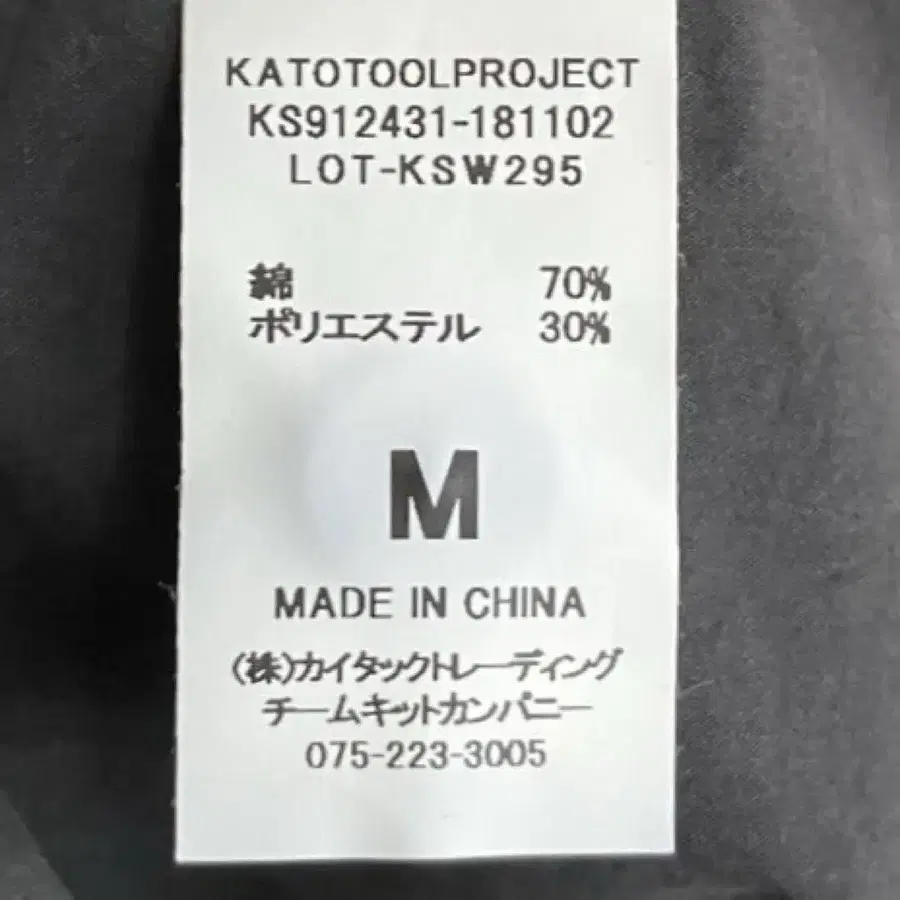 KATOTOOLPROJECT
KS912431-181102
LOT-KSW295
綿 70%
ポリエステル 30%
M
MADE IN CHINA
(株)カイタックトレーディング
チームキットカンパニー
075-223-3005